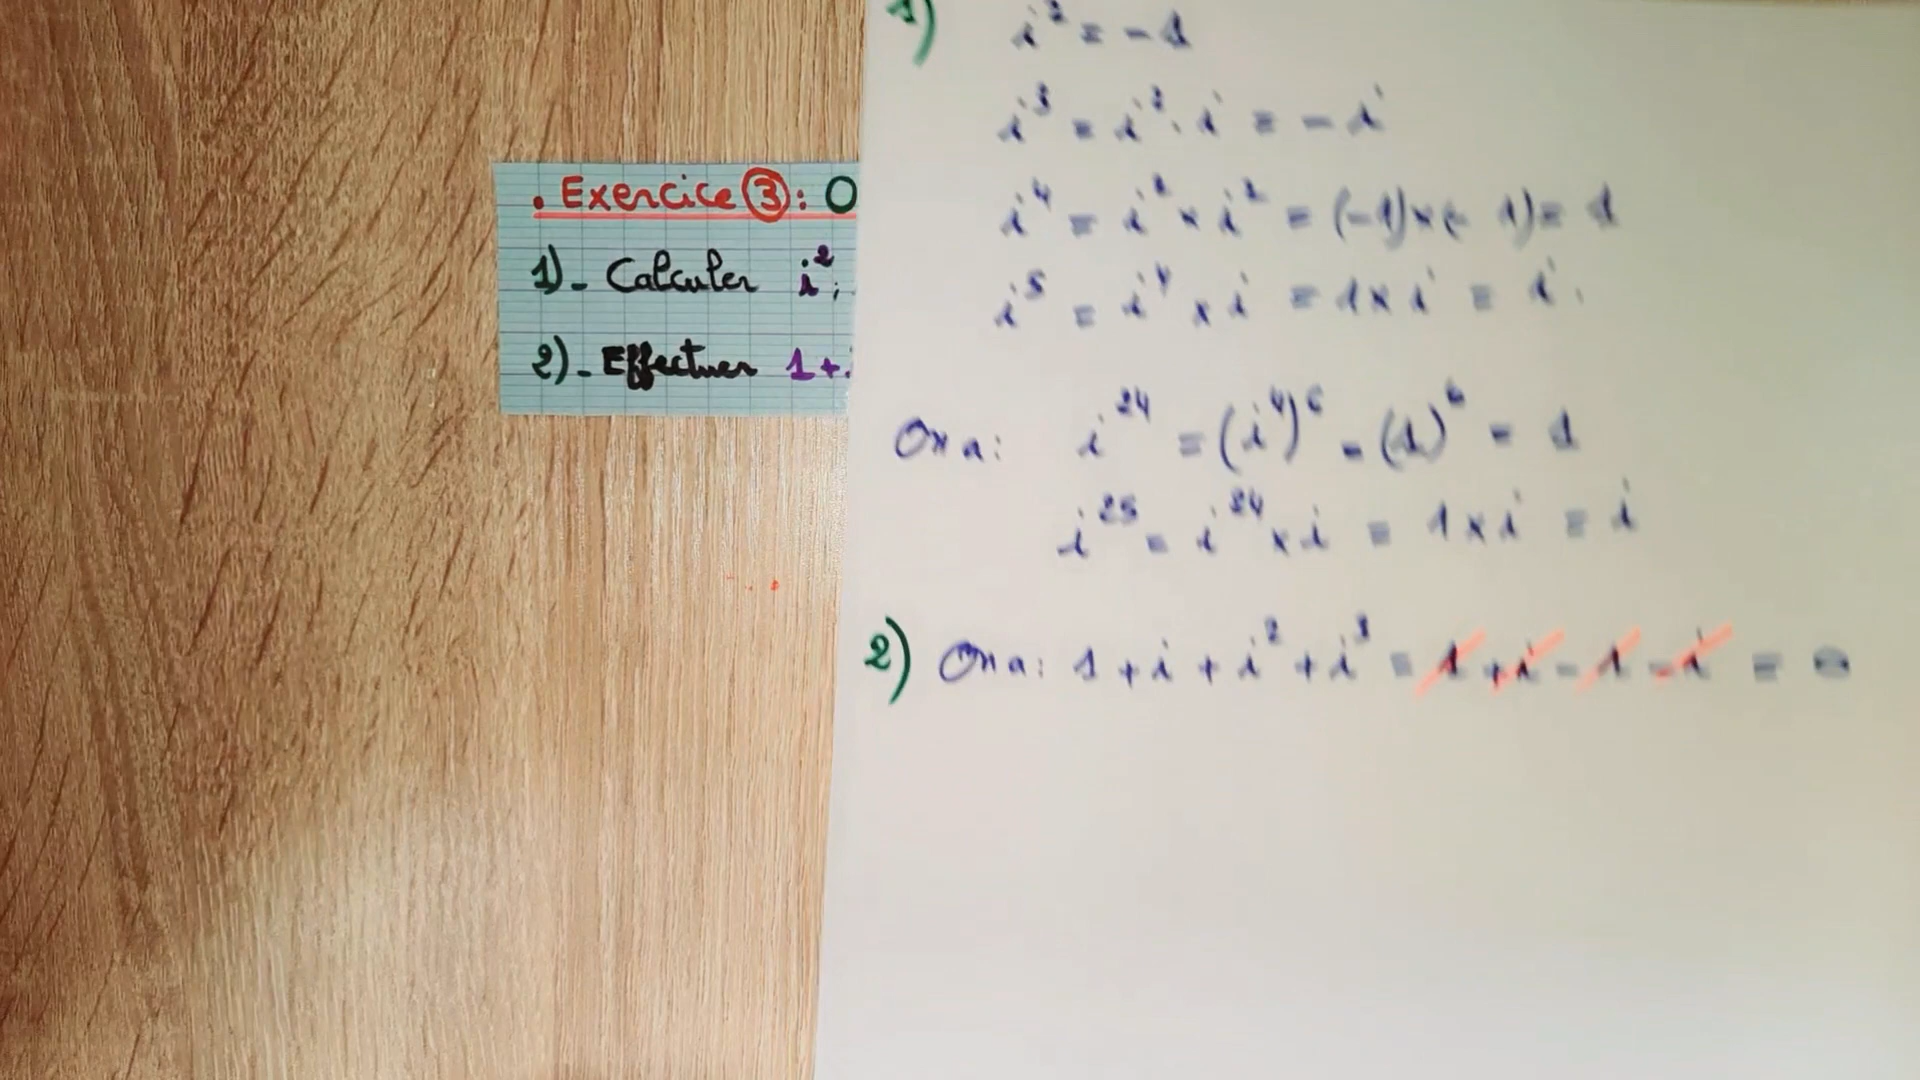 . Exercice ③: O
1)_ Calculer i²;
2)_ Effectuer 1+
1) i² = -1
i³ = i² . i = -i
i⁴ = i² × i² = (-1)×(-1) = 1
i⁵ = i⁴ × i = 1 × i = i.
On a: i²⁴ = (i⁴)⁶ = (1)⁶ = 1
i²⁵ = i²⁴ × i = 1 × i = i
2) On a: 1 + i + i² + i³ = 1 + i - 1 - i = 0